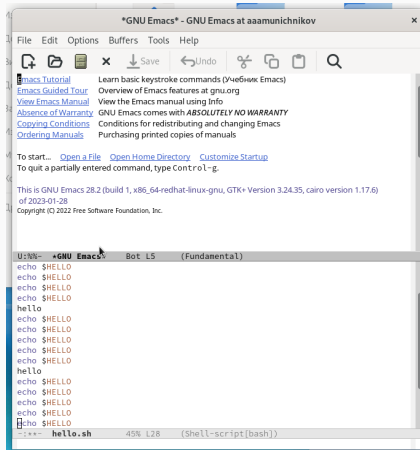 *GNU Emacs* - GNU Emacs at aaamunichnikov
File Edit Options Buffers Tools Help
Save Undo
Emacs Tutorial Learn basic keystroke commands (Учебник Emacs)
Emacs Guided Tour Overview of Emacs features at gnu.org
View Emacs Manual View the Emacs manual using Info
Absence of Warranty GNU Emacs comes with ABSOLUTELY NO WARRANTY
Copying Conditions Conditions for redistributing and changing Emacs
Ordering Manuals Purchasing printed copies of manuals
To start... Open a File Open Home Directory Customize Startup
To quit a partially entered command, type Control-g.
This is GNU Emacs 28.2 (build 1, x86_64-redhat-linux-gnu, GTK+ Version 3.24.35, cairo version 1.17.6)
of 2023-01-28
Copyright (C) 2022 Free Software Foundation, Inc.
U:%%- *GNU Emacs* Bot L5 (Fundamental)
echo $HELLO
echo $HELLO
echo $HELLO
echo $HELLO
hello
echo $HELLO
echo $HELLO
echo $HELLO
echo $HELLO
echo $HELLO
hello
echo $HELLO
echo $HELLO
echo $HELLO
echo $HELLO
echo $HELLO
-:**- hello.sh 45% L28 (Shell-script[bash])